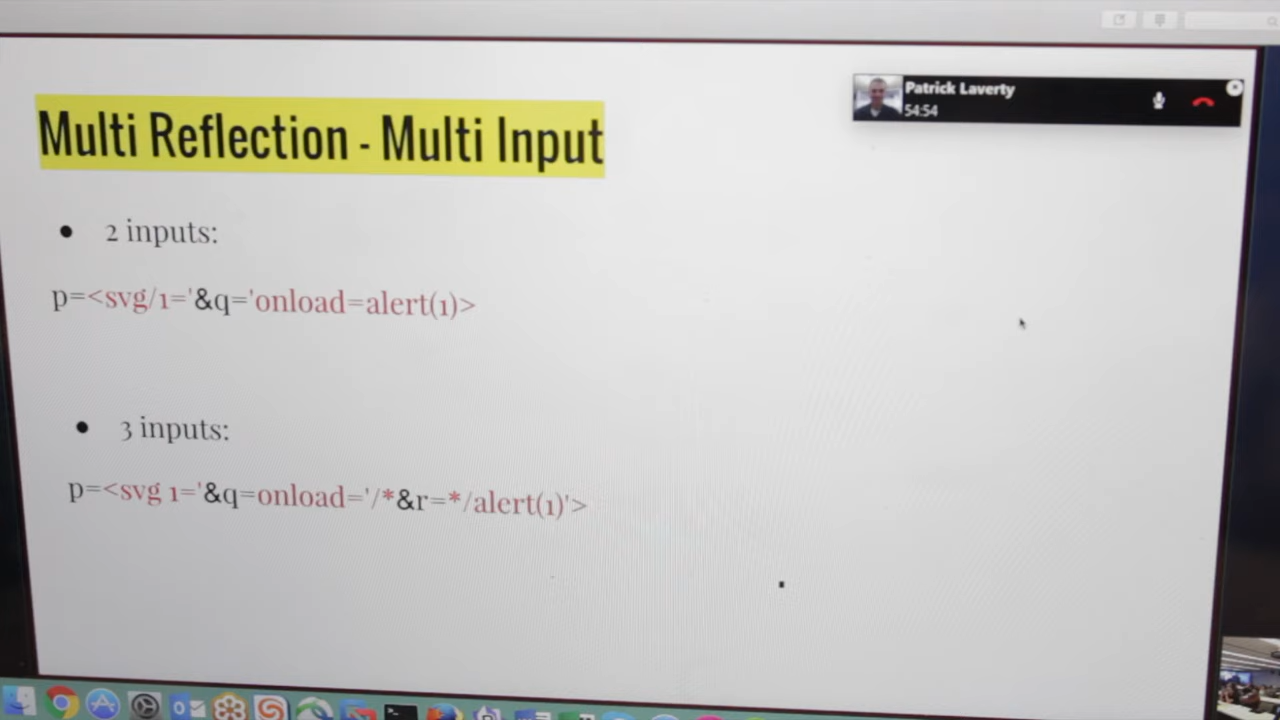 Patrick Laverty
54:54
Multi Reflection - Multi Input
● 2 inputs:
p=<svg/1='&q='onload=alert(1)>
● 3 inputs:
p=<svg 1='&q=onload='/*&r=*/alert(1)'>